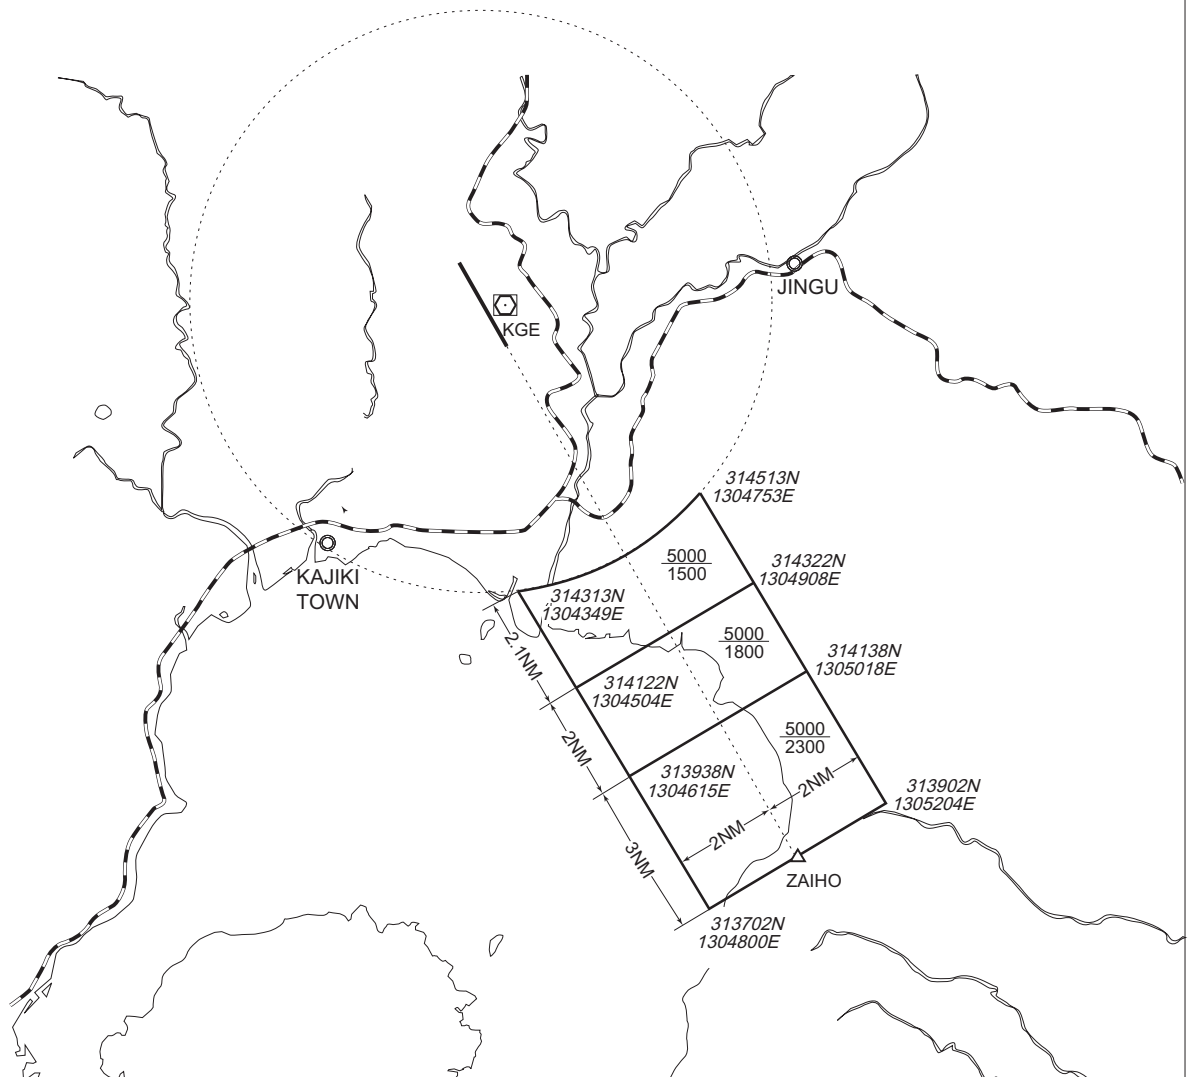 JINGU
KGE
314513N
1304753E
5000
1500
314322N
1304908E
KAJIKI
TOWN
314313N
1304349E
5000
1800
314138N
1305018E
2.1NM
314122N
1304504E
5000
2300
2NM
313938N
1304615E
2NM
313902N
1305204E
2NM
3NM
ZAIHO
313702N
1304800E